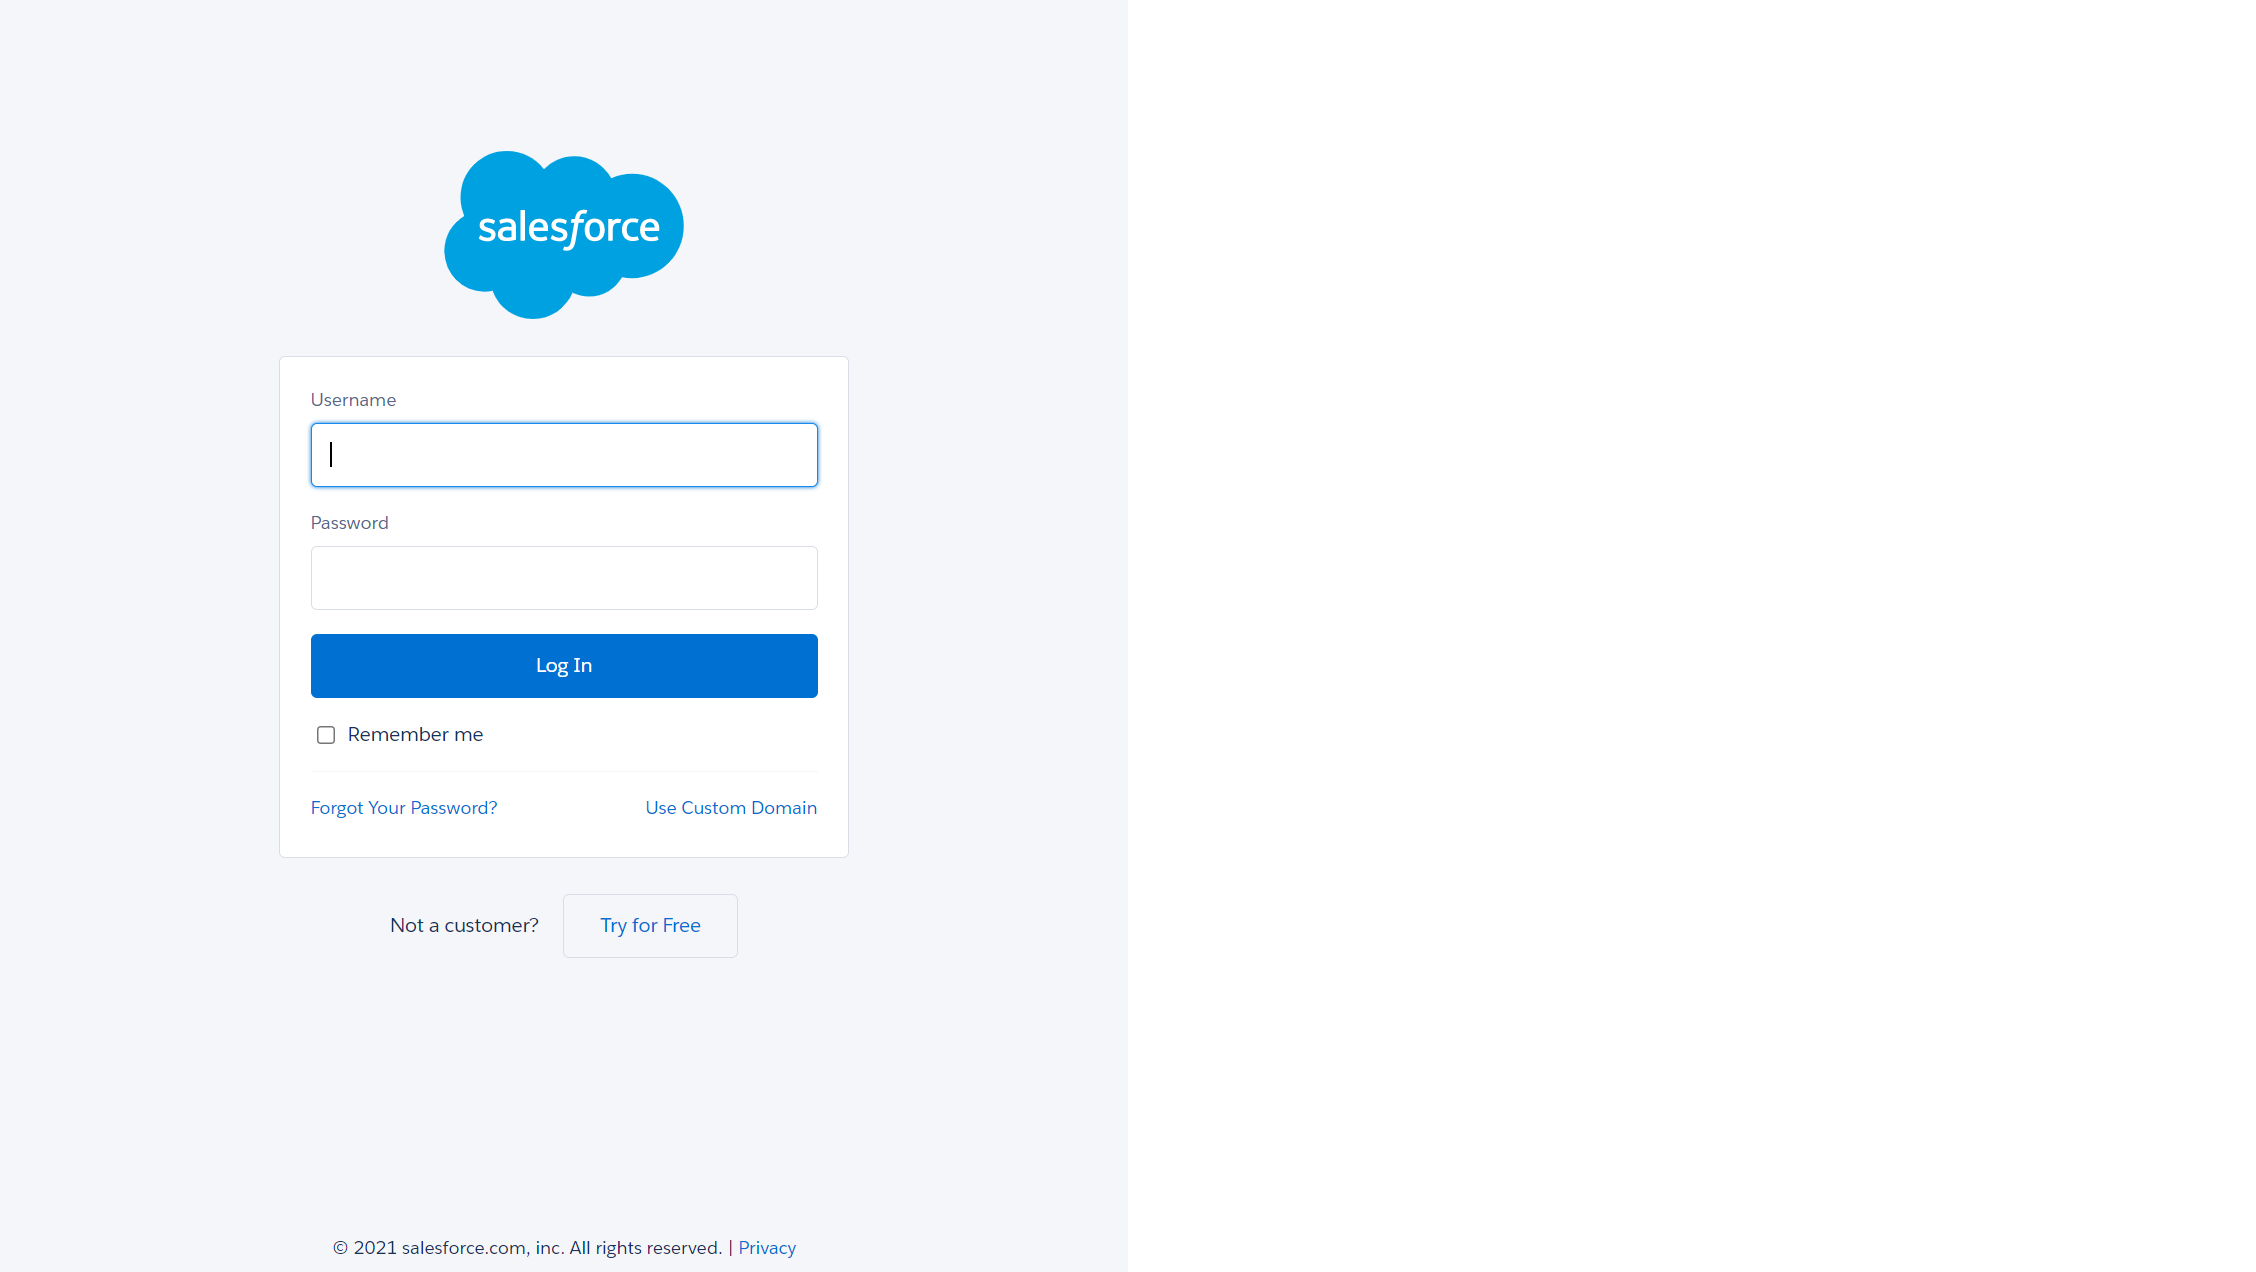 salesforce
Username
Password
Log In
Remember me
Forgot Your Password? Use Custom Domain
Not a customer? Try for Free
© 2021 salesforce.com, inc. All rights reserved. | Privacy